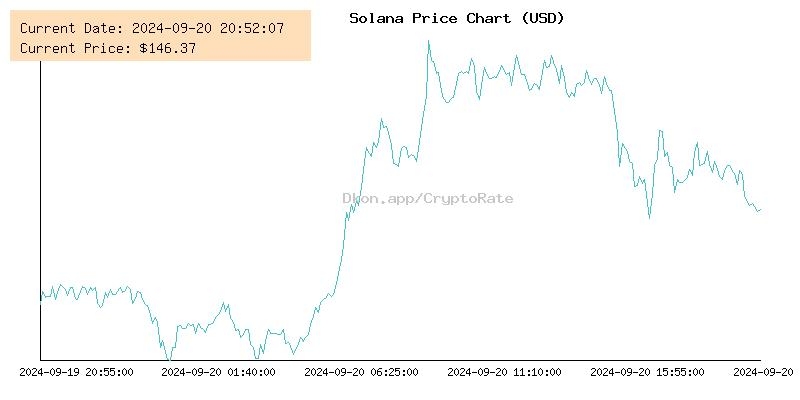 Solana Price Chart (USD)
Current Date: 2024-09-20 20:52:07
Current Price: $146.37
Dkon.app/CryptoRate
2024-09-19 20:55:00 2024-09-20 01:40:00 2024-09-20 06:25:00 2024-09-20 11:10:00 2024-09-20 15:55:00 2024-09-20